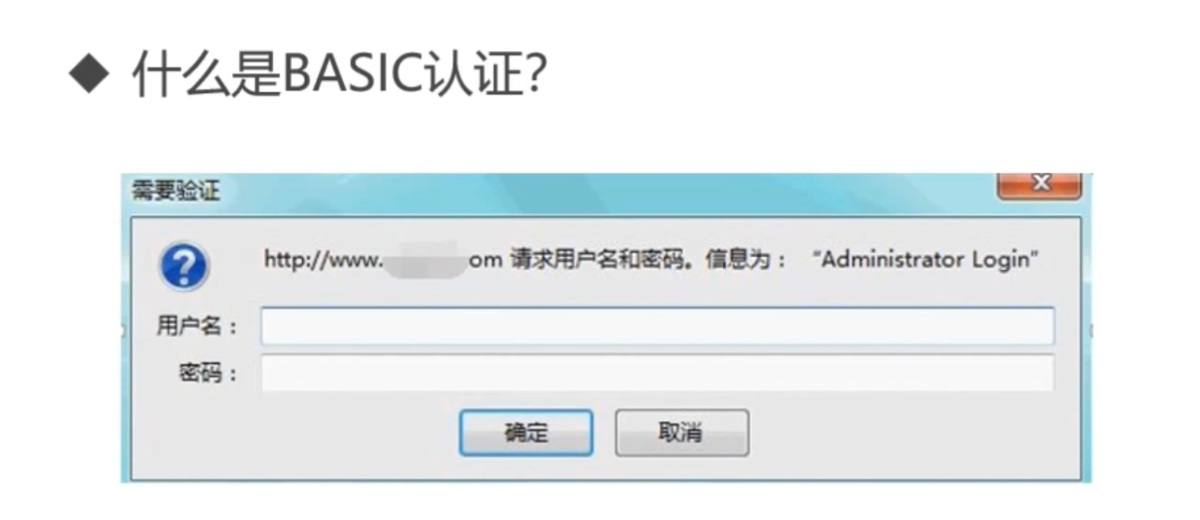 什么是BASIC认证？
需要验证
http://www. om 请求用户名和密码。信息为： “Administrator Login”
用户名：
密码：
确定
取消